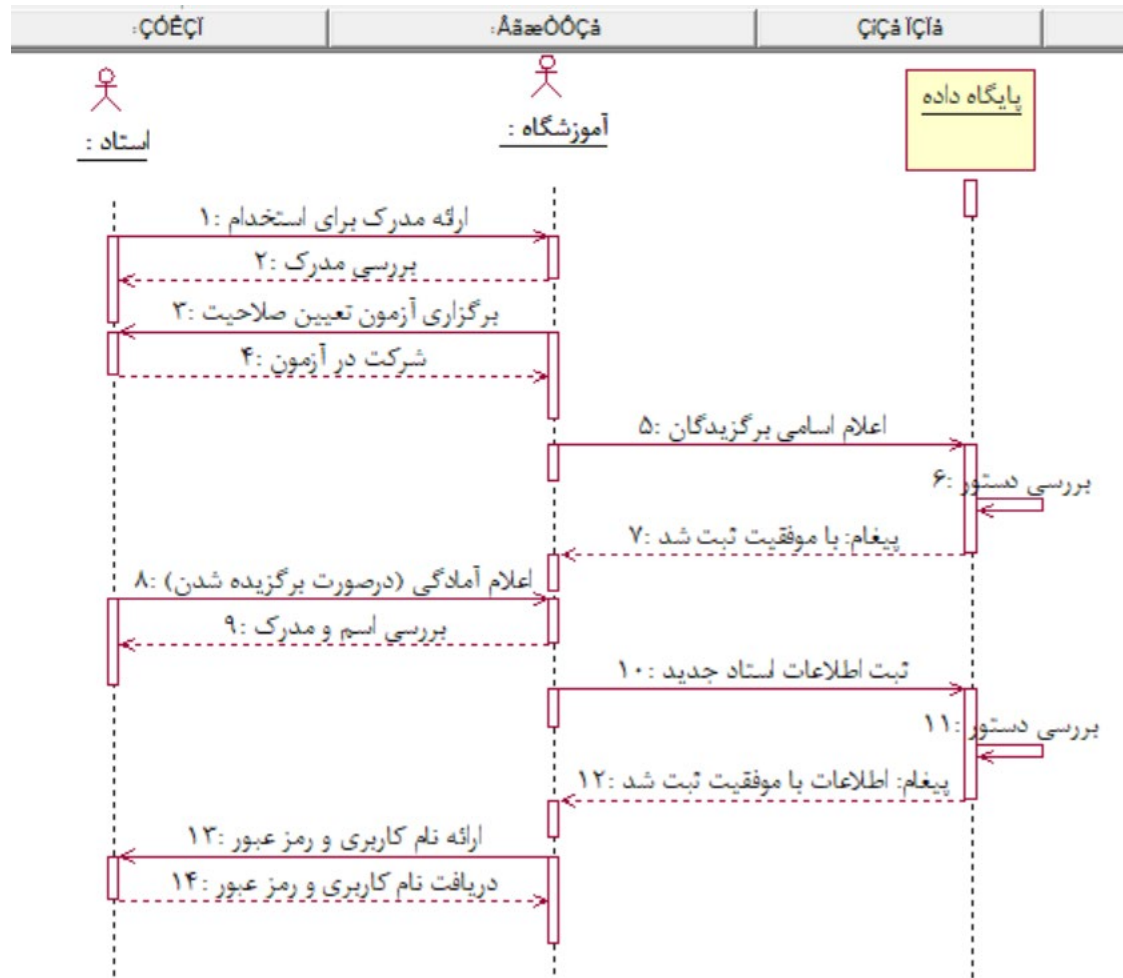 :ÇÓÊÇÏ
:ÂãæÒÔÇå
ÇíÇå ÏÇÏå
استاد :
آموزشگاه :
پایگاه داده
۱: ارائه مدرک برای استخدام
۲: بررسی مدرک
۳: برگزاری آزمون تعیین صلاحیت
۴: شرکت در آزمون
۵: اعلام اسامی برگزیدگان
۶: بررسی دستور
۷: پیغام: با موفقیت ثبت شد
۸: اعلام آمادگی (درصورت برگزیده شدن)
۹: بررسی اسم و مدرک
۱۰: ثبت اطلاعات استاد جدید
۱۱: بررسی دستور
۱۲: پیغام: اطلاعات با موفقیت ثبت شد
۱۳: ارائه نام کاربری و رمز عبور
۱۴: دریافت نام کاربری و رمز عبور